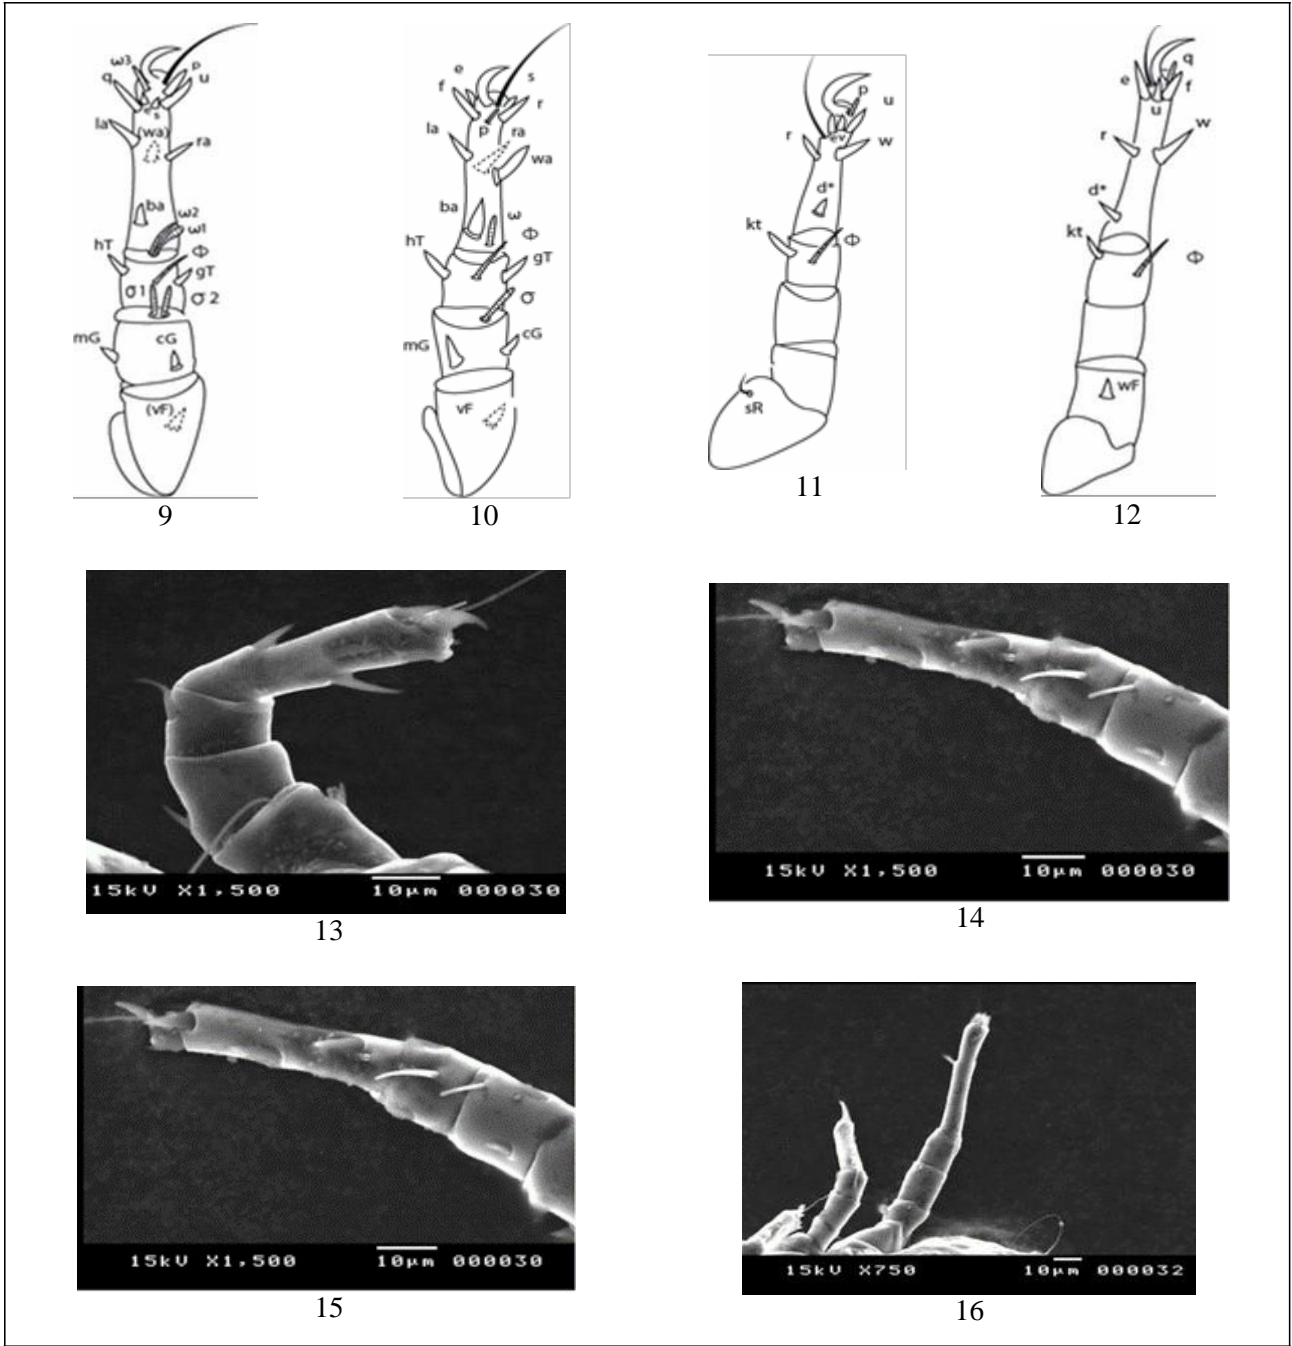 ω3 p
q u
s
la (wa) ra
ba ω2
ω1
hT Φ
gT
σ1 σ2
mG cG
(vF)
9
e s
f r
p
la ra
wa
ba ω
hT Φ
gT
σ
mG cG
vF
10
p
u
r ev w
d*
kt Φ
sR
11
q
e f
u
r w
d*
kt Φ
wF
12
15kV X1,500 10μm 000030
13
15kV X1,500 10μm 000030
14
15kV X1,500 10μm 000030
15
15kV X750 10μm 000032
16